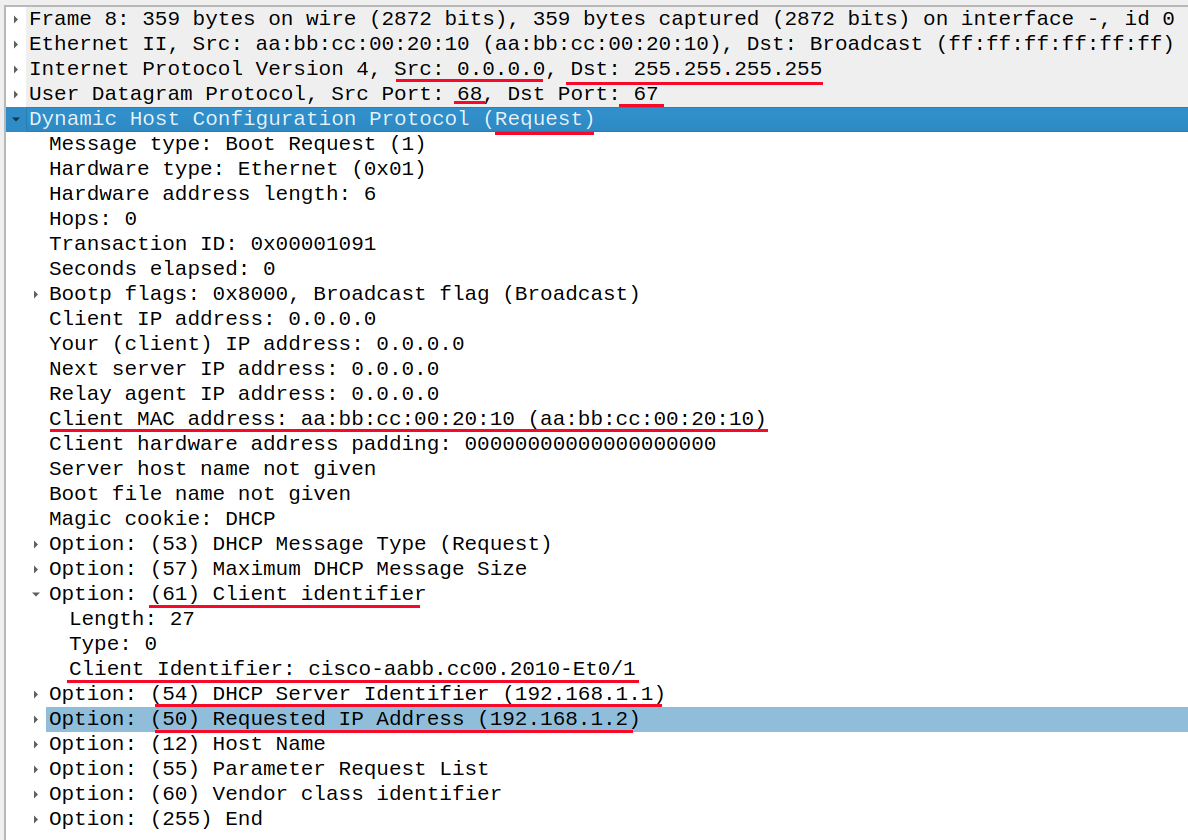 Frame 8: 359 bytes on wire (2872 bits), 359 bytes captured (2872 bits) on interface -, id 0
Ethernet II, Src: aa:bb:cc:00:20:10 (aa:bb:cc:00:20:10), Dst: Broadcast (ff:ff:ff:ff:ff:ff)
Internet Protocol Version 4, Src: 0.0.0.0, Dst: 255.255.255.255
User Datagram Protocol, Src Port: 68, Dst Port: 67
Dynamic Host Configuration Protocol (Request)
Message type: Boot Request (1)
Hardware type: Ethernet (0x01)
Hardware address length: 6
Hops: 0
Transaction ID: 0x00001091
Seconds elapsed: 0
Bootp flags: 0x8000, Broadcast flag (Broadcast)
Client IP address: 0.0.0.0
Your (client) IP address: 0.0.0.0
Next server IP address: 0.0.0.0
Relay agent IP address: 0.0.0.0
Client MAC address: aa:bb:cc:00:20:10 (aa:bb:cc:00:20:10)
Client hardware address padding: 00000000000000000000
Server host name not given
Boot file name not given
Magic cookie: DHCP
Option: (53) DHCP Message Type (Request)
Option: (57) Maximum DHCP Message Size
Option: (61) Client identifier
Length: 27
Type: 0
Client Identifier: cisco-aabb.cc00.2010-Et0/1
Option: (54) DHCP Server Identifier (192.168.1.1)
Option: (50) Requested IP Address (192.168.1.2)
Option: (12) Host Name
Option: (55) Parameter Request List
Option: (60) Vendor class identifier
Option: (255) End